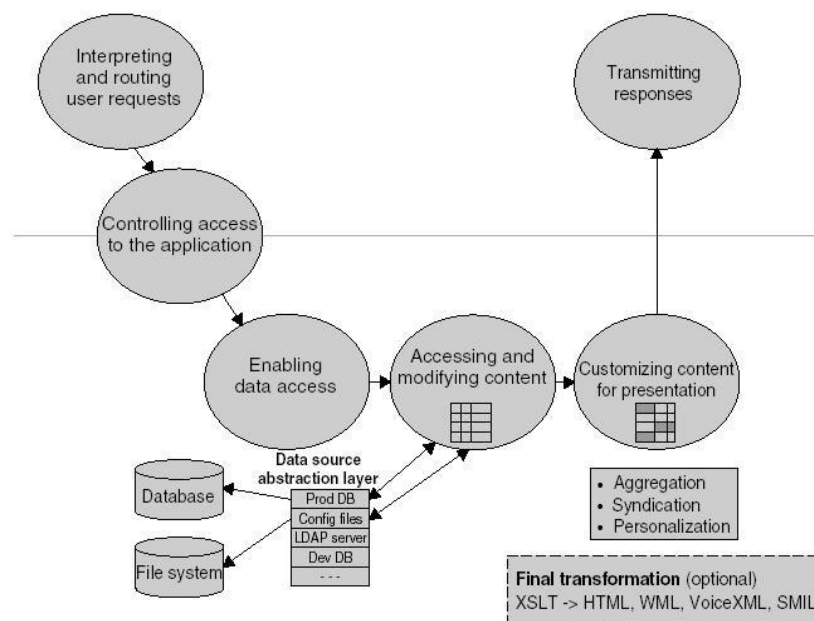 Interpreting
and routing
user requests
Transmitting
responses
Controlling access
to the application
Enabling
data access
Accessing and
modifying content
Customizing content
for presentation
Data source
abstraction layer
Prod DB
Config files
LDAP server
Dev DB
- - -
Database
File system
• Aggregation
• Syndication
• Personalization
Final transformation (optional)
XSLT -> HTML, WML, VoiceXML, SMIL